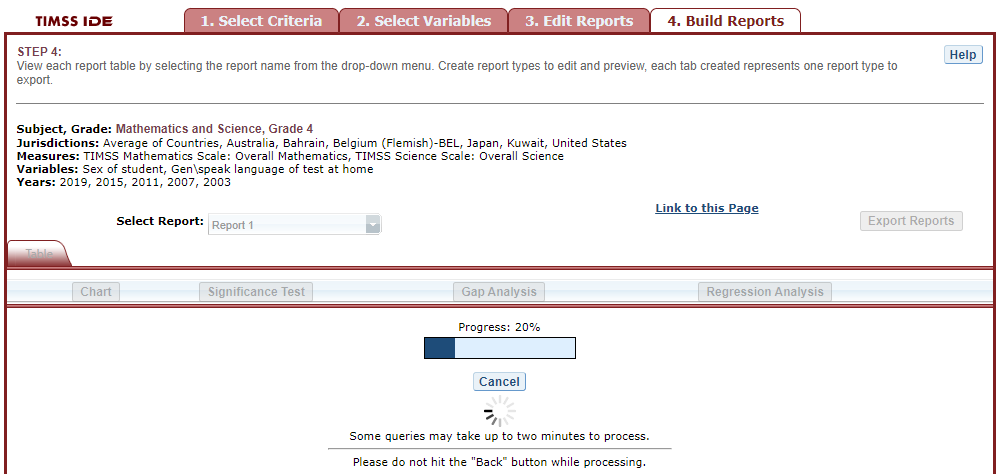 TIMSS IDE
1. Select Criteria
2. Select Variables
3. Edit Reports
4. Build Reports
STEP 4:
Help
View each report table by selecting the report name from the drop-down menu. Create report types to edit and preview, each tab created represents one report type to
export.
Subject, Grade: Mathematics and Science, Grade 4
Jurisdictions: Average of Countries, Australia, Bahrain, Belgium (Flemish)-BEL, Japan, Kuwait, United States
Measures: TIMSS Mathematics Scale: Overall Mathematics, TIMSS Science Scale: Overall Science
Variables: Sex of student, Gen\speak language of test at home
Years: 2019, 2015, 2011, 2007, 2003
Link to this Page
Select Report: Report 1
Export Reports
Table
Chart
Significance Test
Gap Analysis
Regression Analysis
Progress: 20%
Cancel
Some queries may take up to two minutes to process.
Please do not hit the "Back" button while processing.